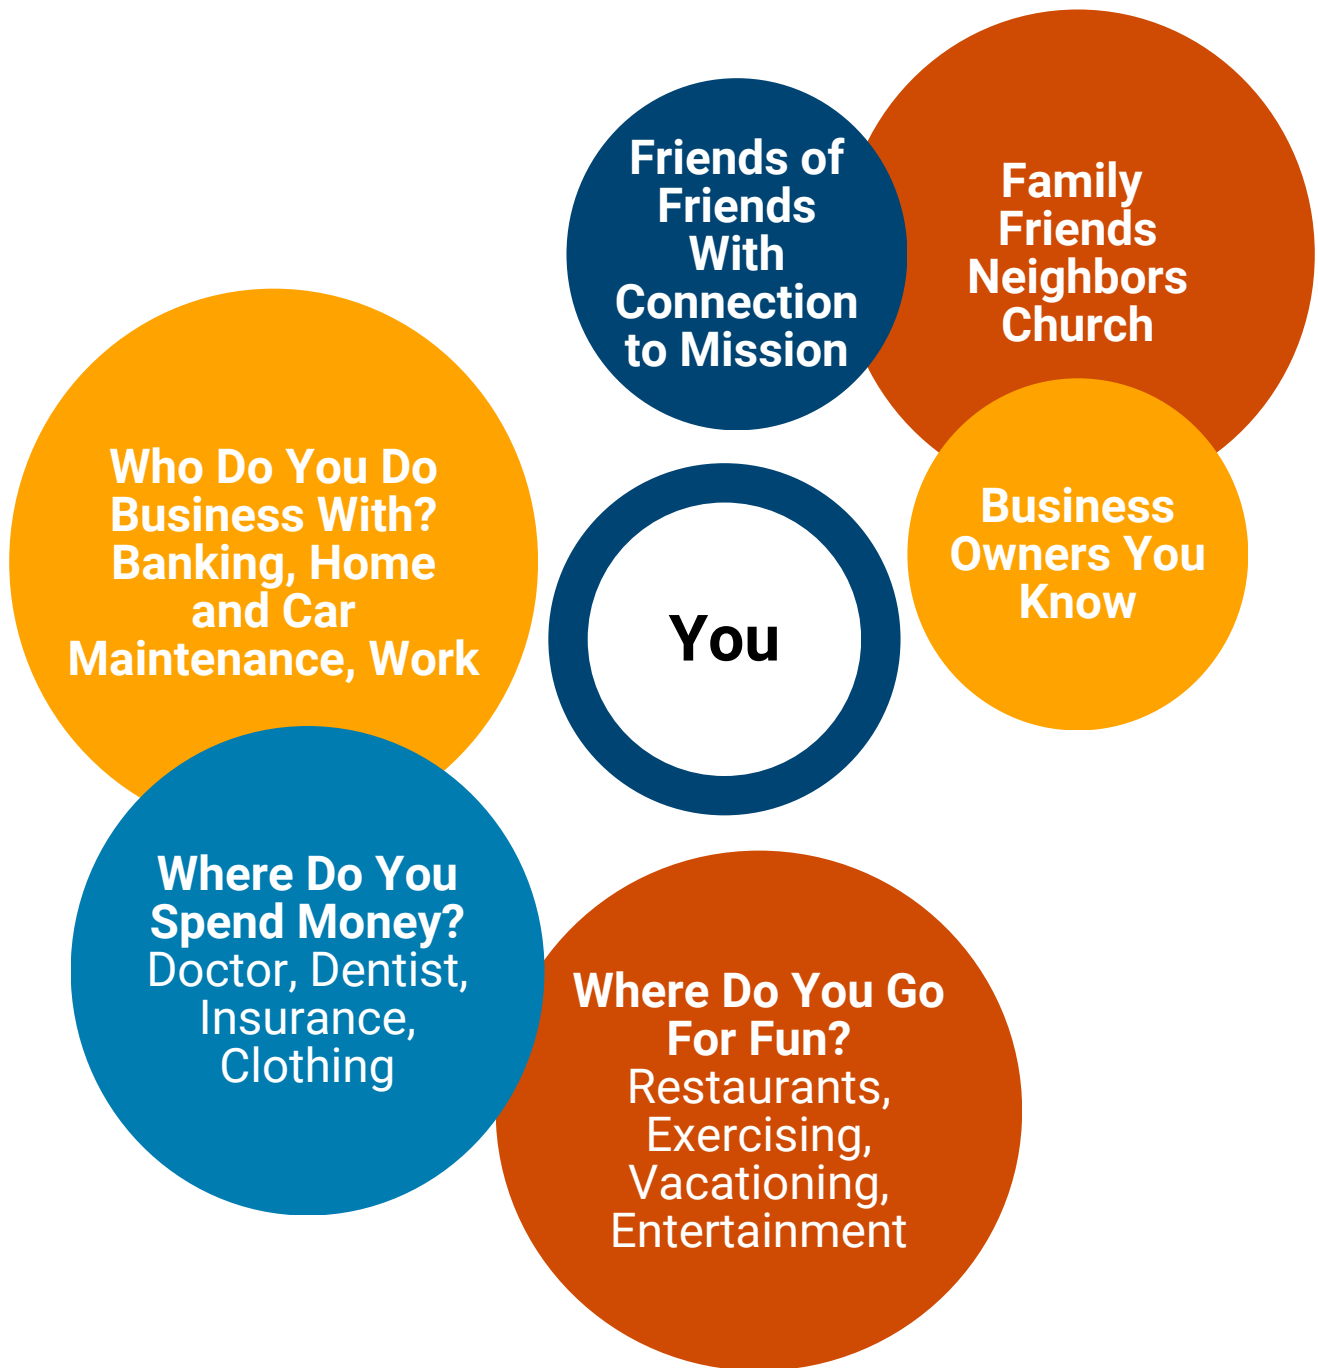 Friends of
Friends
With
Connection
to Mission
Family
Friends
Neighbors
Church
Who Do You Do
Business With?
Banking, Home
and Car
Maintenance, Work
Business
Owners You
Know
You
Where Do You
Spend Money?
Doctor, Dentist,
Insurance,
Clothing
Where Do You Go
For Fun?
Restaurants,
Exercising,
Vacationing,
Entertainment